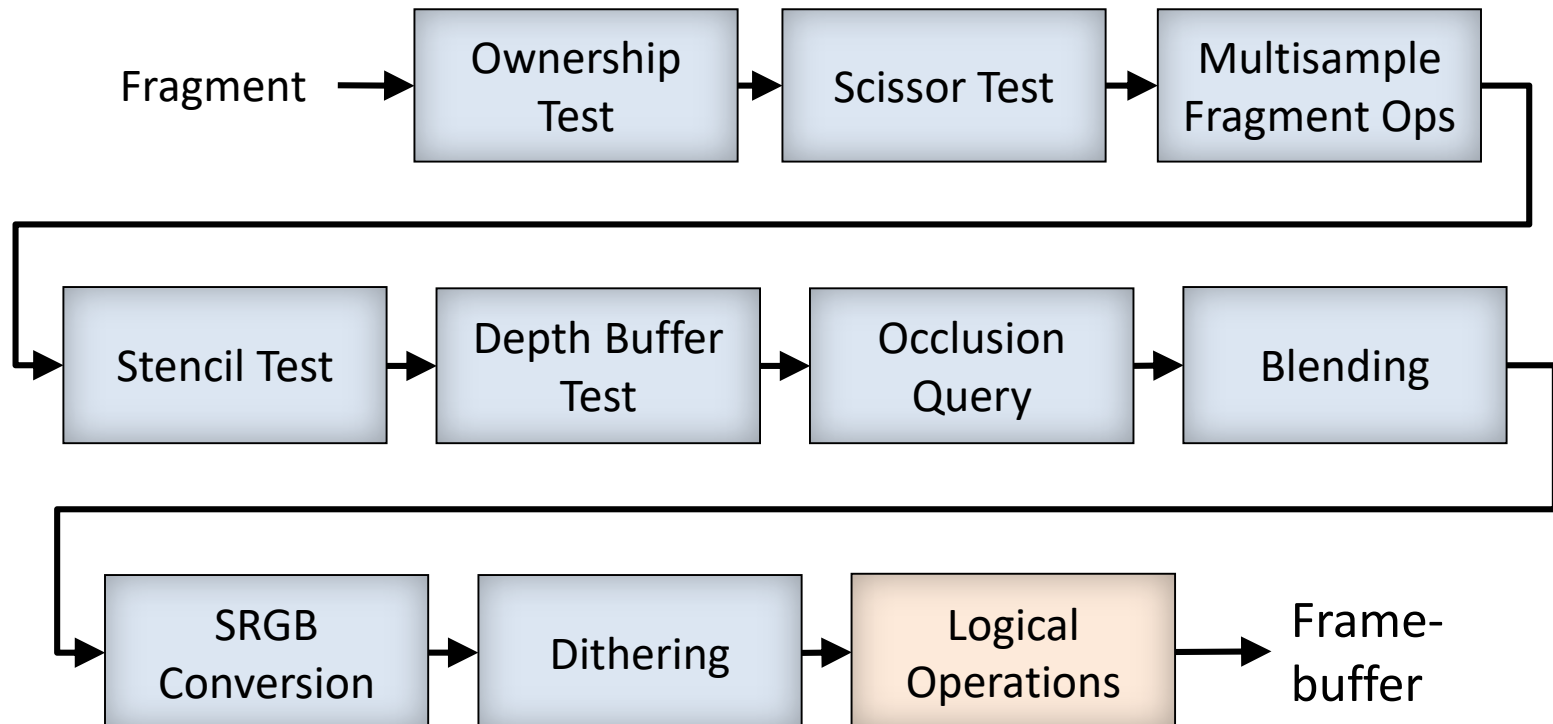 Fragment
Ownership
Test
Scissor Test
Multisample
Fragment Ops
Stencil Test
Depth Buffer
Test
Occlusion
Query
Blending
SRGB
Conversion
Dithering
Logical
Operations
Frame-
buffer